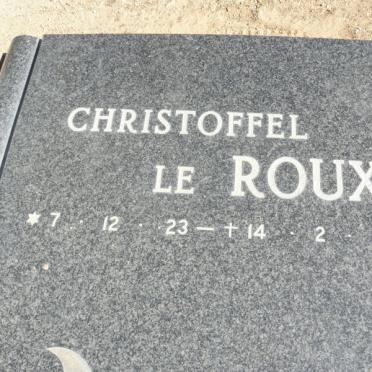 CHRISTOFFEL
LE ROUX
* 7 · 12 · 23 — † 14 · 2 ·